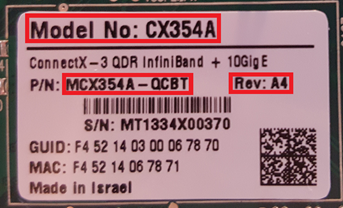 Model No: CX354A
ConnectX-3 QDR InfiniBand + 10GigE
P/N: MCX354A-QCBT Rev: A4
S/N: MT1334X00370
GUID: F4 52 14 03 00 06 78 70
MAC: F4 52 14 06 78 71
Made in Israel